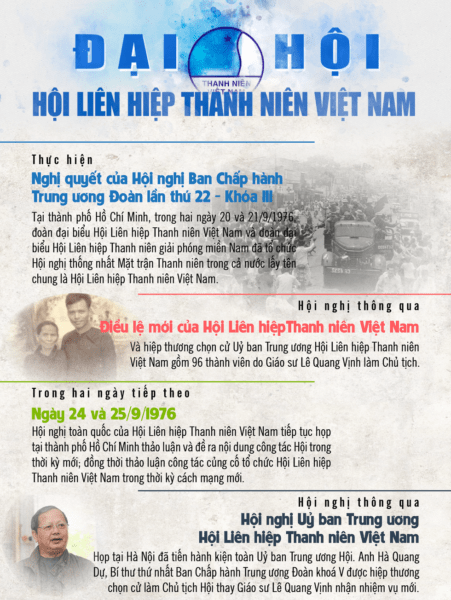 ĐẠI HỘI
THANH NIÊN
VIỆT NAM
HỘI LIÊN HIỆP THANH NIÊN VIỆT NAM
Thực hiện
Nghị quyết của Hội nghị Ban Chấp hành
Trung ương Đoàn lần thứ 22 - Khóa III
Tại thành phố Hồ Chí Minh, trong hai ngày 20 và 21/9/1976,
đoàn đại biểu Hội Liên hiệp Thanh niên Việt Nam và đoàn đại
biểu Hội Liên hiệp Thanh niên giải phóng miền Nam đã tổ chức
Hội nghị thống nhất Mặt trận Thanh niên trong cả nước lấy tên
chung là Hội Liên hiệp Thanh niên Việt Nam.
Hội nghị thông qua
Điều lệ mới của Hội Liên hiệpThanh niên Việt Nam
Và hiệp thương chọn cử Uỷ ban Trung ương Hội Liên hiệp Thanh niên
Việt Nam gồm 96 thành viên do Giáo sư Lê Quang Vịnh làm Chủ tịch.
Trong hai ngày tiếp theo
Ngày 24 và 25/9/1976
Hội nghị toàn quốc của Hội Liên hiệp Thanh niên Việt Nam tiếp tục họp
tại thành phố Hồ Chí Minh thảo luận và đề ra nội dung công tác Hội trong
thời kỳ mới; đồng thời thảo luận công tác củng cố tổ chức Hội Liên hiệp
Thanh niên Việt Nam trong thời kỳ cách mạng mới.
Hội nghị thông qua
Hội nghị Uỷ ban Trung ương
Hội Liên hiệp Thanh niên Việt Nam
Họp tại Hà Nội đã tiến hành kiện toàn Uỷ ban Trung ương Hội. Anh Hà Quang
Dự, Bí thư thứ nhất Ban Chấp hành Trung ương Đoàn khoá V được hiệp thương
chọn cử làm Chủ tịch Hội thay Giáo sư Lê Quang Vịnh nhận nhiệm vụ mới.